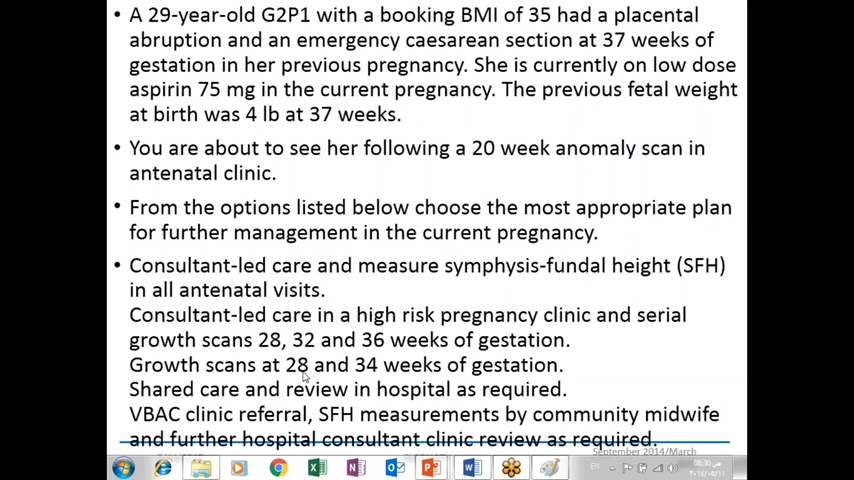 • A 29-year-old G2P1 with a booking BMI of 35 had a placental
abruption and an emergency caesarean section at 37 weeks of
gestation in her previous pregnancy. She is currently on low dose
aspirin 75 mg in the current pregnancy. The previous fetal weight
at birth was 4 lb at 37 weeks.
• You are about to see her following a 20 week anomaly scan in
antenatal clinic.
• From the options listed below choose the most appropriate plan
for further management in the current pregnancy.
• Consultant-led care and measure symphysis-fundal height (SFH)
in all antenatal visits.
Consultant-led care in a high risk pregnancy clinic and serial
growth scans 28, 32 and 36 weeks of gestation.
Growth scans at 28 and 34 weeks of gestation.
Shared care and review in hospital as required.
VBAC clinic referral, SFH measurements by community midwife
and further hospital consultant clinic review as required.
September 2014/March
EN
08:30 ص